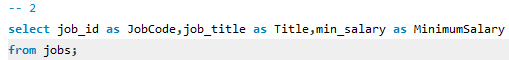 -- 2
select job_id as JobCode,job_title as Title,min_salary as MinimumSalary
from jobs;